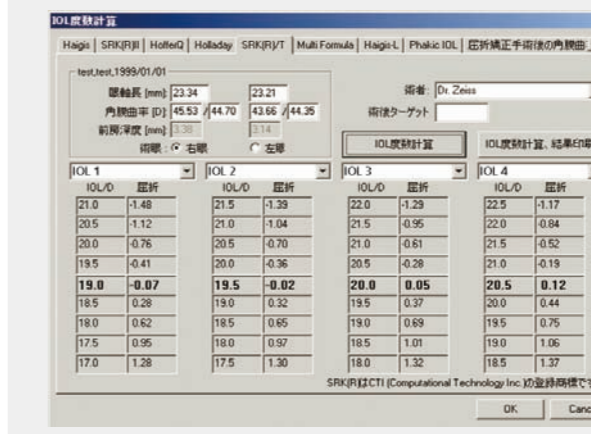 IOL度数計算
Haigis SRK(R)II HofferQ Holladay SRK(R)/T Multi Formula Haigis-L Phakic IOL 屈折矯正手術後の角膜曲
test,test,1999/01/01
眼軸長 [mm]: 23.34 23.21
術者: Dr. Zeiss
角膜曲率 [D]: 45.53 / 44.70 43.66 / 44.35
術後ターゲット
前房深度 [mm]: 3.38 3.14
術眼: 右眼 左眼
IOL度数計算 IOL度数計算、結果印刷
IOL 1 IOL 2 IOL 3 IOL 4
IOL/D 屈折 IOL/D 屈折 IOL/D 屈折 IOL/D 屈折
21.0 -1.48 21.5 -1.39 22.0 -1.29 22.5 -1.17
20.5 -1.12 21.0 -1.04 21.5 -0.95 22.0 -0.84
20.0 -0.76 20.5 -0.70 21.0 -0.61 21.5 -0.52
19.5 -0.41 20.0 -0.36 20.5 -0.28 21.0 -0.19
19.0 -0.07 19.5 -0.02 20.0 0.05 20.5 0.12
18.5 0.28 19.0 0.32 19.5 0.37 20.0 0.44
18.0 0.62 18.5 0.65 19.0 0.69 19.5 0.75
17.5 0.95 18.0 0.97 18.5 1.01 19.0 1.06
17.0 1.28 17.5 1.30 18.0 1.32 18.5 1.37
SRK(R)はCTI (Computational Technology Inc.)の登録商標です
OK Canc